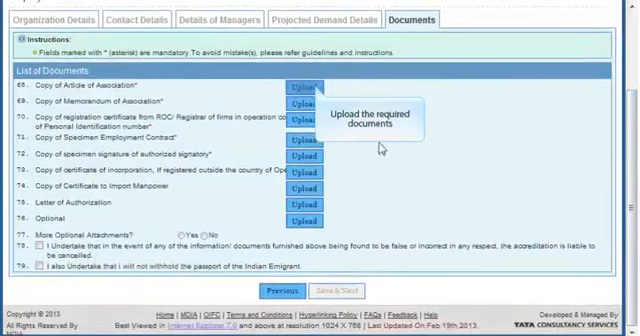 Organization Details Contact Details Details of Managers Projected Demand Details Documents
Instructions:
Fields marked with * (asterisk) are mandatory. To avoid mistake(s), please refer guidelines and instructions.
List of Documents
68. Copy of Article of Association* Upload
69. Copy of Memorandum of Association* Upload
Upload the required
documents
70. Copy of registration certificate from ROC/ Registrar of firms in operation co Upload
of Personal Identification number*
71. Copy of Specimen Employment Contract* Upload
72. Copy of specimen signature of authorized signatory* Upload
73. Copy of certificate of incorporation, If registered outside the country of Ope Upload
74. Copy of Certificate to Import Manpower Upload
75. Letter of Authorization Upload
76. Optional Upload
77. More Optional Attachments? Yes No
78. I Undertake that in the event of any of the information/ documents furnished above being found to be false or incorrect in any respect, the accreditation is liable to
be cancelled.
79. I also Undertake that i will not withhold the passport of the Indian Emigrant.
Previous Save & Next
Copyright © 2013. Home | MOIA | OIFC | Terms and Conditions | Hyperlinking Policy | FAQs | Feedback | Help Developed & Managed By
All Rights Reserved By Best Viewed in Internet Explorer 7.0 and above at resolution 1024 X 768 | Last Updated On:Feb 19th,2013. TATA CONSULTANCY SERVICES
MOIA